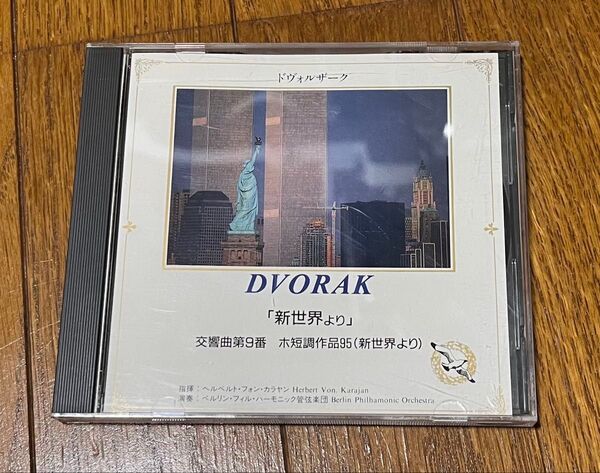 ドヴォルザーク
DVORAK
「新世界より」
交響曲第9番 ホ短調作品95(新世界より)
指揮:ヘルベルト・フォン・カラヤン Herbert Von. Karajan
演奏:ベルリン・フィル・ハーモニック管弦楽団 Berlin Philhamonic Orchestra